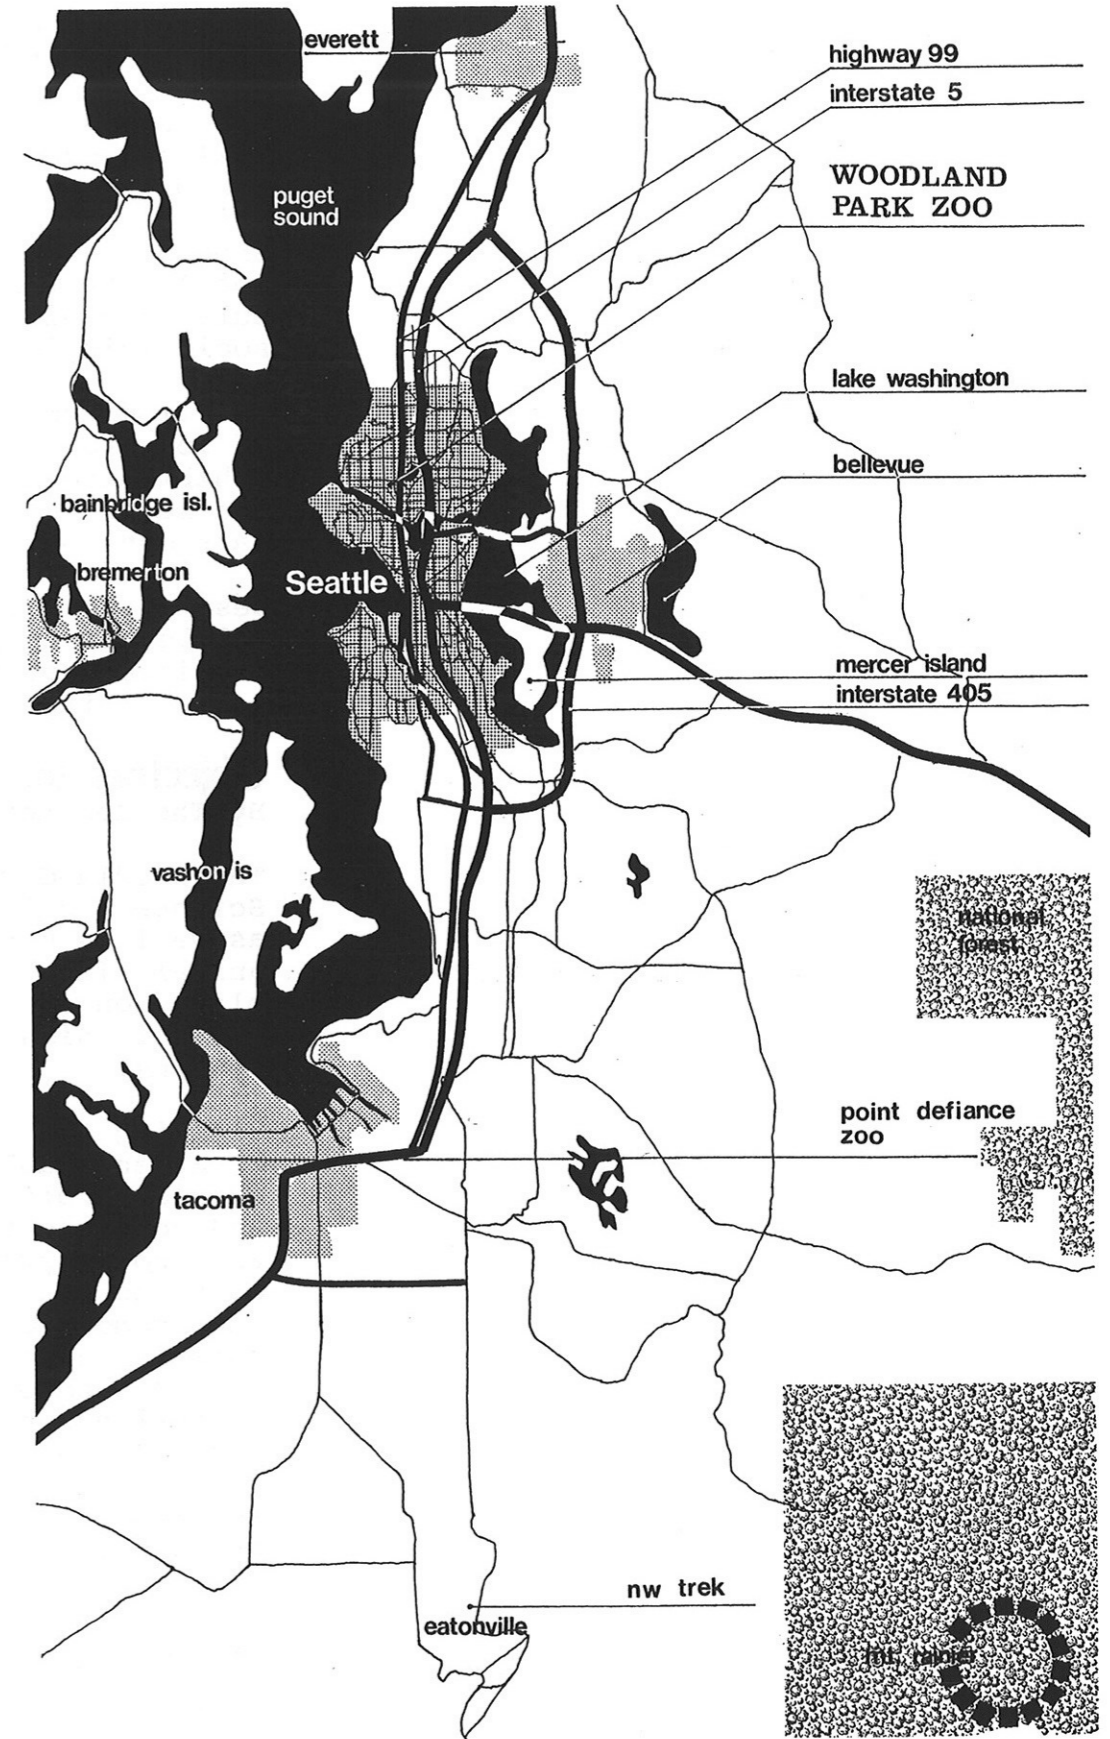 everett
highway 99
interstate 5
WOODLAND
PARK ZOO
puget
sound
lake washington
bellevue
bainbridge isl.
bremerton
Seattle
mercer island
interstate 405
vashon is
national
forest
point defiance
zoo
tacoma
nw trek
eatonville
mt. rainier